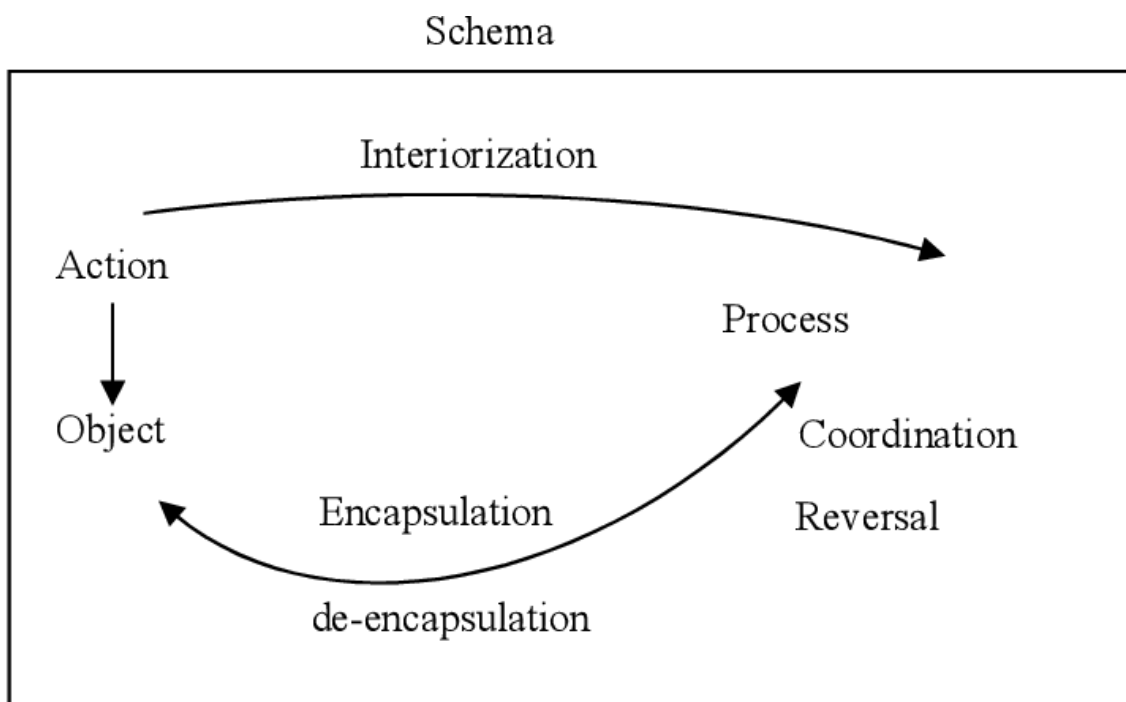 Schema
Interiorization
Action
Process
Object
Coordination
Encapsulation
Reversal
de-encapsulation